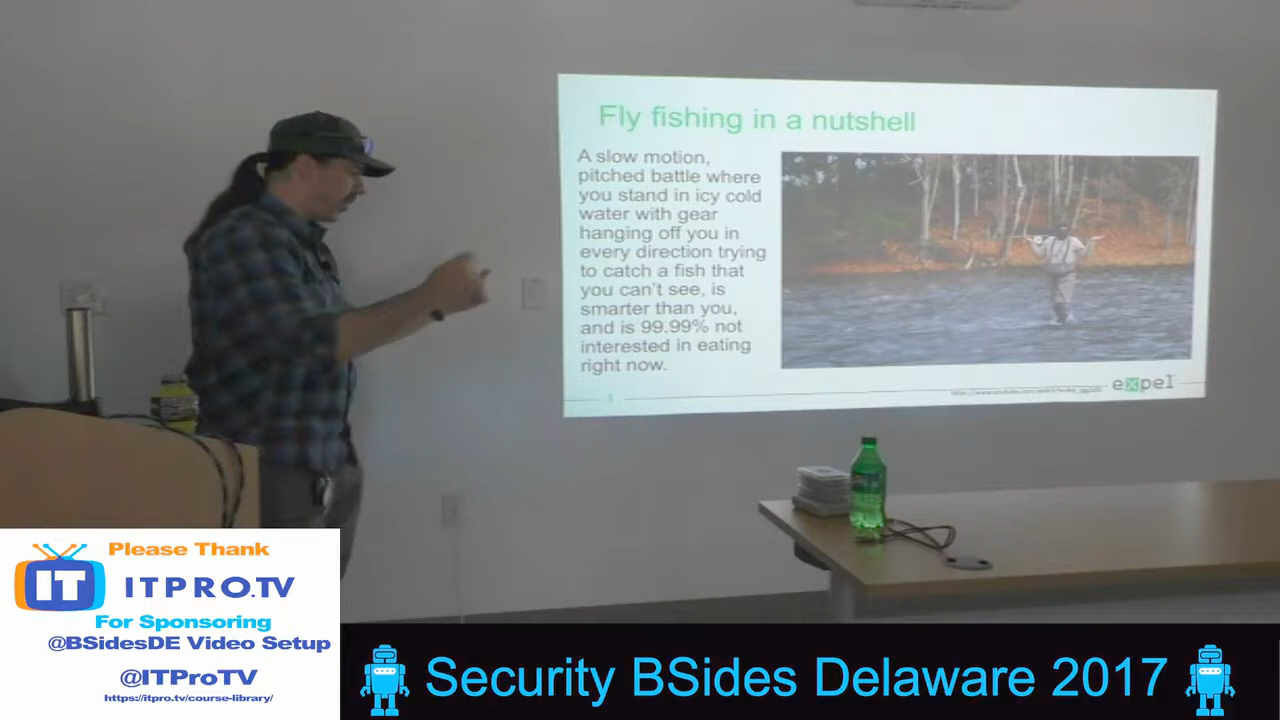 Fly fishing in a nutshell
A slow motion,
pitched battle where
you stand in icy cold
water with gear
hanging off you in
every direction trying
to catch a fish that
you can't see, is
smarter than you,
and is 99.99% not
interested in eating
right now.
3
expel
Please Thank
IT
ITPRO.TV
For Sponsoring
@BSidesDE Video Setup
@ITProTV
https://itpro.tv/course-library/
Security BSides Delaware 2017